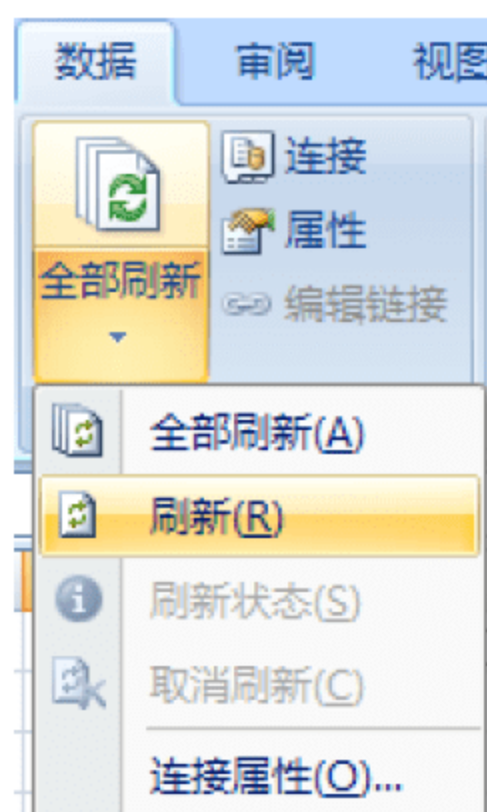 数据 审阅 视图
连接
属性
全部刷新
编辑链接
全部刷新(A)
刷新(R)
刷新状态(S)
取消刷新(C)
连接属性(O)...